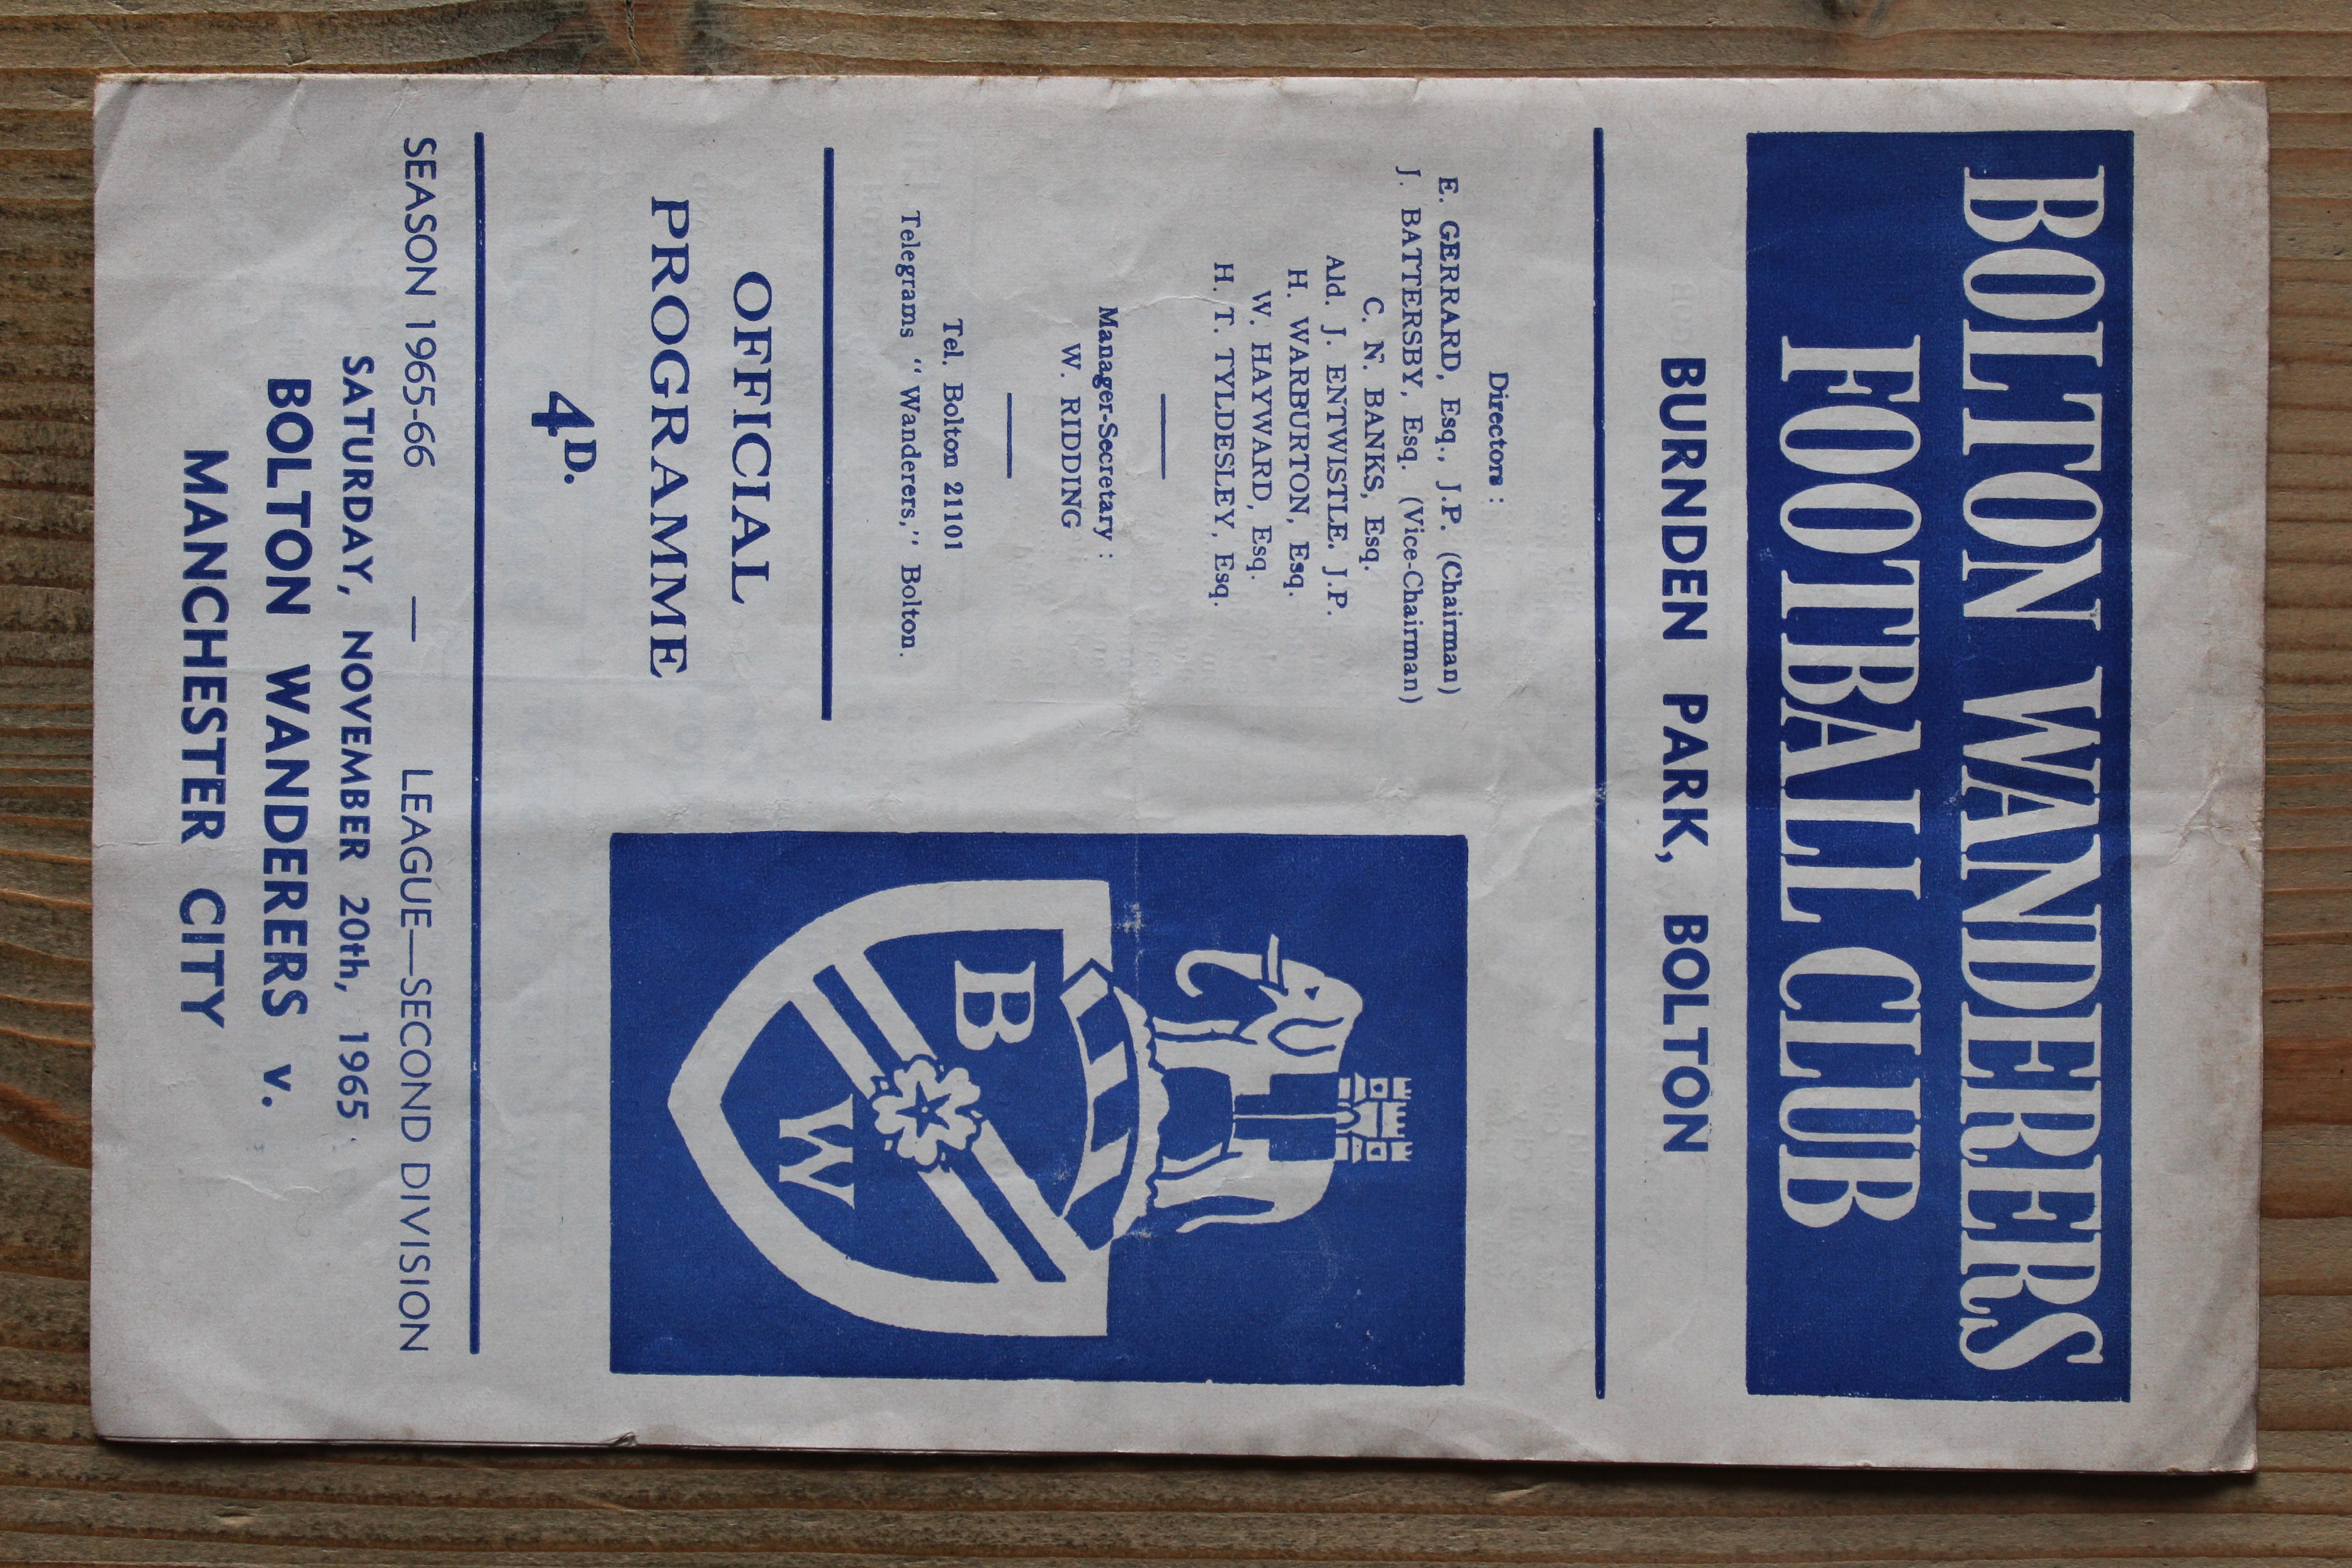 BOLTON WANDERERS
FOOTBALL CLUB
BURNDEN PARK, BOLTON
Directors :
E. GERRARD, Esq., J.P. (Chairman)
J. BATTERSBY, Esq. (Vice-Chairman)
C. N. BANKS, Esq.
Ald. J. ENTWISTLE. J.P.
H. WARBURTON, Esq.
W. HAYWARD, Esq.
H. T. TYLDESLEY, Esq.
Manager-Secretary :
W. RIDDING
Tel. Bolton 21101
Telegrams " Wanderers," Bolton.
OFFICIAL
PROGRAMME
4D.
B
W
SEASON 1965-66 — LEAGUE—SECOND DIVISION
SATURDAY, NOVEMBER 20th, 1965
BOLTON WANDERERS v.
MANCHESTER CITY